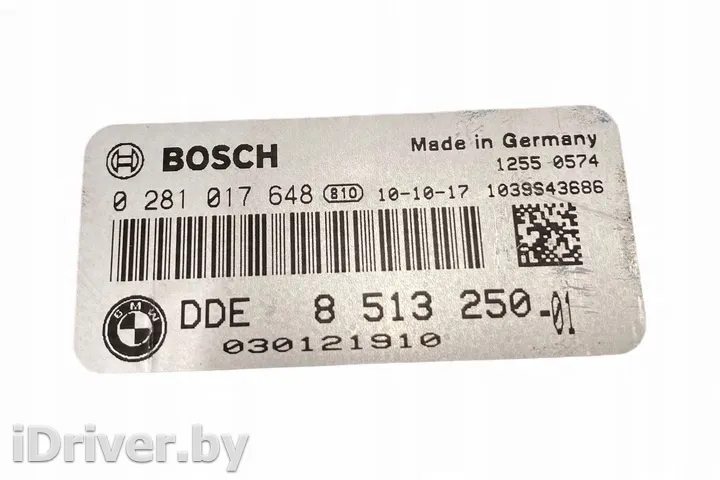 BOSCH
Made in Germany
1255 0574
0 281 017 648 810 10-10-17 1039S43686
BMW
DDE 8 513 250-01
030121910
iDriver.by